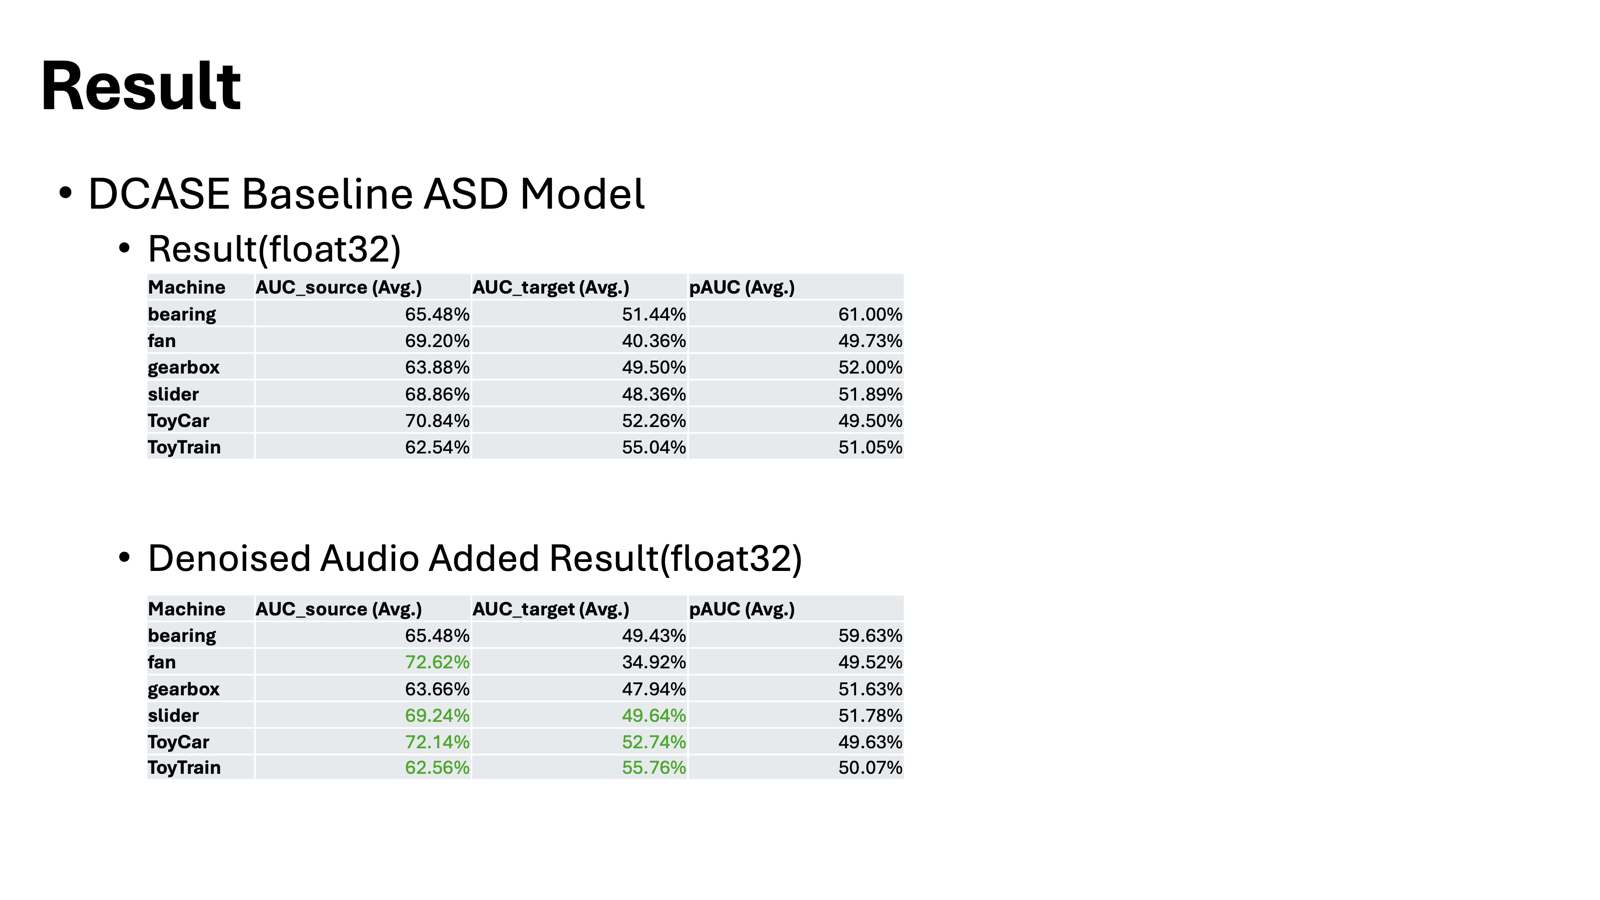 Result
• DCASE Baseline ASD Model
• Result(float32)
Machine AUC_source (Avg.) AUC_target (Avg.) pAUC (Avg.)
bearing 65.48% 51.44% 61.00%
fan 69.20% 40.36% 49.73%
gearbox 63.88% 49.50% 52.00%
slider 68.86% 48.36% 51.89%
ToyCar 70.84% 52.26% 49.50%
ToyTrain 62.54% 55.04% 51.05%
• Denoised Audio Added Result(float32)
Machine AUC_source (Avg.) AUC_target (Avg.) pAUC (Avg.)
bearing 65.48% 49.43% 59.63%
fan 72.62% 34.92% 49.52%
gearbox 63.66% 47.94% 51.63%
slider 69.24% 49.64% 51.78%
ToyCar 72.14% 52.74% 49.63%
ToyTrain 62.56% 55.76% 50.07%